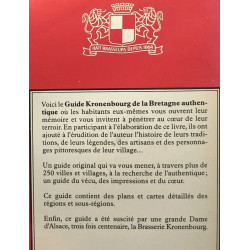 HATT BRASSEURS DEPUIS 1664
Voici le Guide Kronenbourg de la Bretagne authen-
tique où les habitants eux-mêmes vous ouvrent leur
mémoire et vous invitent à pénétrer au cœur de leur
terroir. En participant à l'élaboration de ce livre, ils
ont ajouté à l'érudition de l'auteur l'histoire de leurs tradi-
tions, de leurs légendes, des artisans et des personna-
ges pittoresques de leur village...
Un guide original qui va vous mener, à travers plus de
250 villes et villages, à la recherche de l'authentique ;
un guide du vécu, des impressions et du cœur.
Ce guide contient des plans et cartes détaillés des
régions et sous-régions.
Enfin, ce guide a été suscité par une grande Dame
d'Alsace, trois fois centenaire, la Brasserie Kronenbourg.